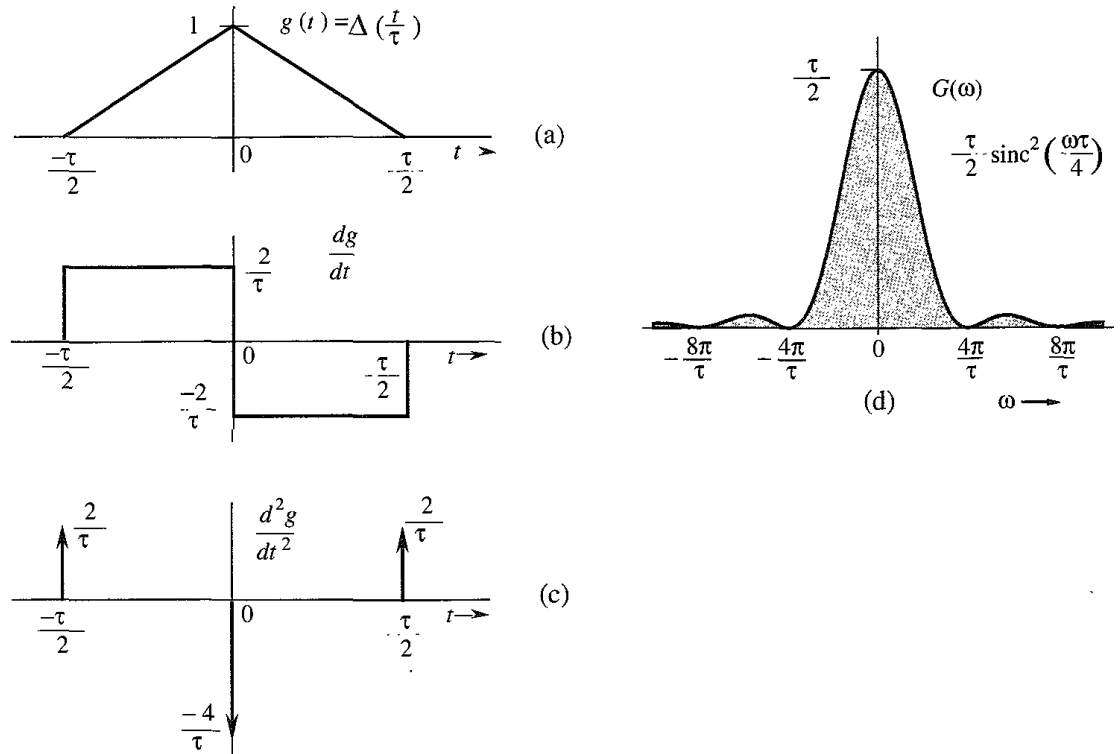 1
g (t) = Δ (t/τ)
-τ/2
0
τ/2
t
(a)
2/τ
dg/dt
-τ/2
0
τ/2
t
-2/τ
(b)
2/τ
d²g/dt²
2/τ
-τ/2
0
τ/2
t
-4/τ
(c)
τ/2
G(ω)
τ/2 sinc² (ωτ/4)
-8π/τ
-4π/τ
0
4π/τ
8π/τ
(d)
ω